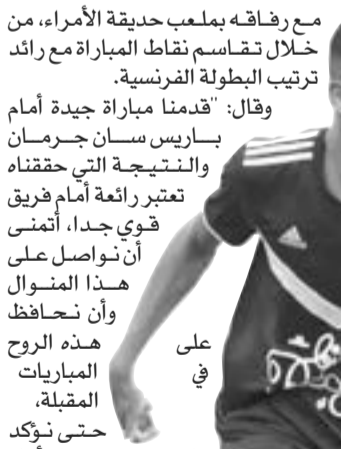 مع رفاقه بملعب حديقة الأمراء، من
خلال تقاسم نقاط المباراة مع رائد
ترتيب البطولة الفرنسية.
وقال: "قدمنا مباراة جيدة أمام
باريس سان جرمان
والنتيجة التي حققناه
تعتبر رائعة أمام فريق
قوي جدا، أتمنى
أن نواصل على
هذا المنوال
وأن نحافظ
على هذه الروح
في المباريات
المقبلة،
حتى نؤكد